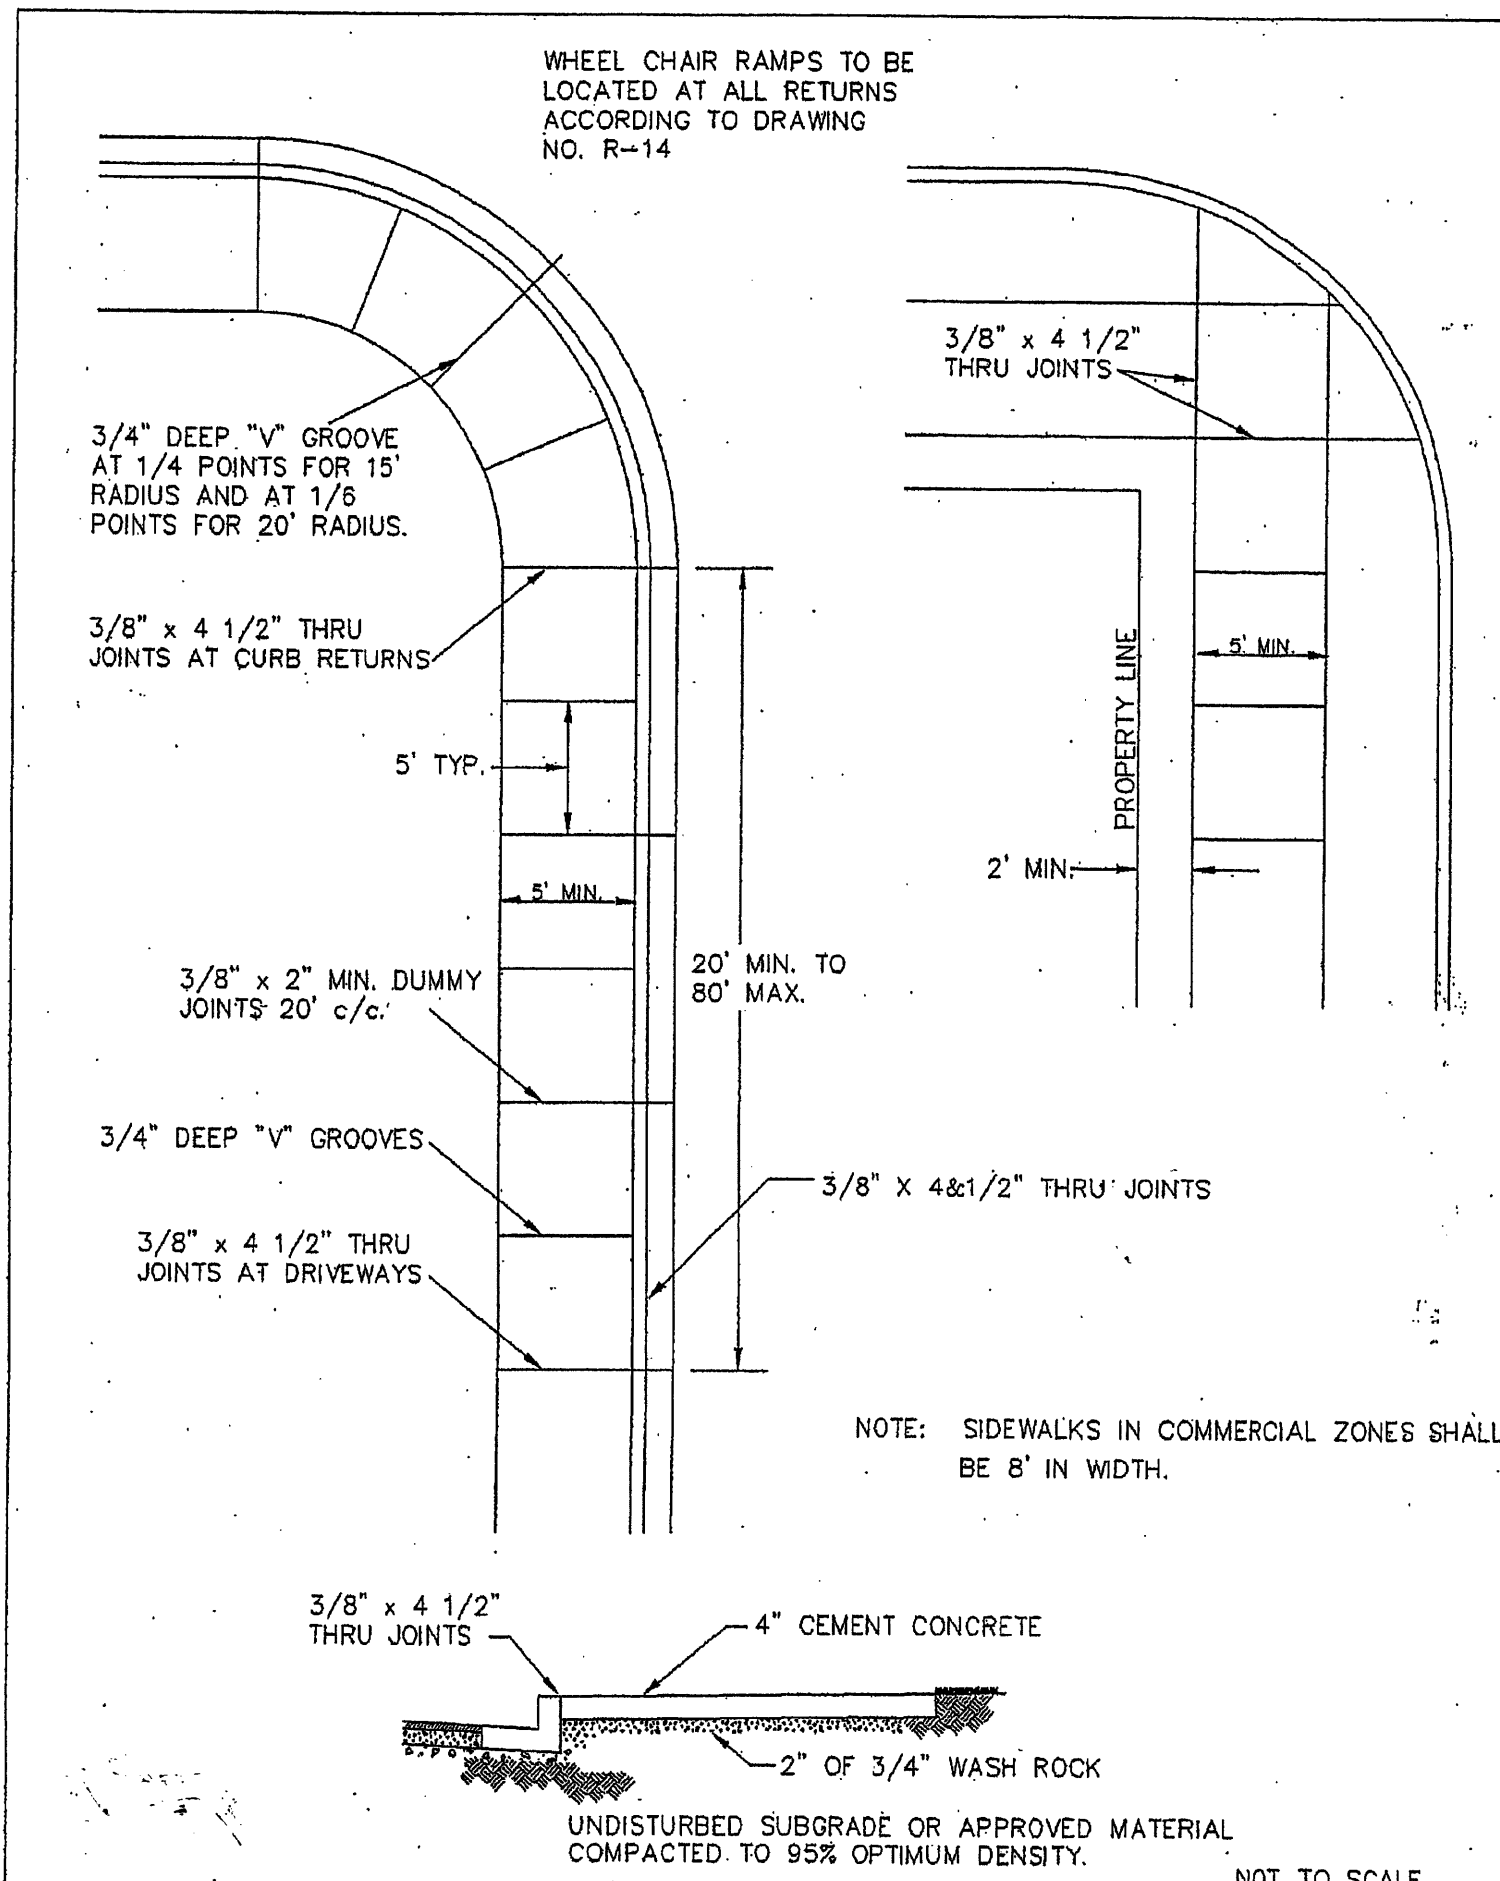 WHEEL CHAIR RAMPS TO BE
LOCATED AT ALL RETURNS
ACCORDING TO DRAWING
NO. R-14
3/8" x 4 1/2"
THRU JOINTS
3/4" DEEP "V" GROOVE
AT 1/4 POINTS FOR 15'
RADIUS AND AT 1/6
POINTS FOR 20' RADIUS.
3/8" x 4 1/2" THRU
JOINTS AT CURB RETURNS
PROPERTY LINE
5' MIN.
5' TYP.
2' MIN.
5' MIN.
20' MIN. TO
80' MAX.
3/8" x 2" MIN. DUMMY
JOINTS 20' c/c.
3/4" DEEP "V" GROOVES
3/8" X 4&1/2" THRU JOINTS
3/8" x 4 1/2" THRU
JOINTS AT DRIVEWAYS
NOTE: SIDEWALKS IN COMMERCIAL ZONES SHALL
BE 8' IN WIDTH.
3/8" x 4 1/2"
THRU JOINTS
4" CEMENT CONCRETE
2" OF 3/4" WASH ROCK
UNDISTURBED SUBGRADE OR APPROVED MATERIAL
COMPACTED TO 95% OPTIMUM DENSITY.
NOT TO SCALE